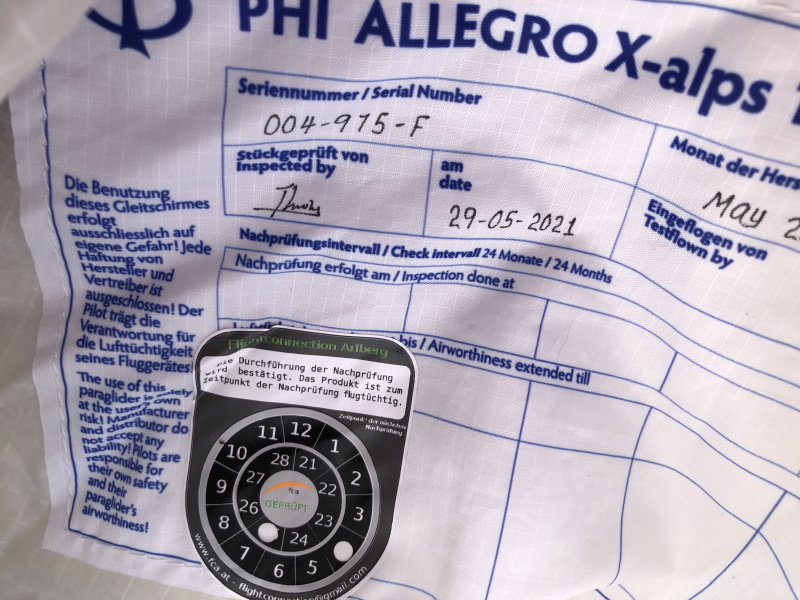 PHI ALLEGRO X-alps
Seriennummer / Serial Number
004-975-F
Stückgeprüft von
Inspected by
am
date
29-05-2021
Monat der Hers
May 2
Eingeflogen von
Testflown by
Nachprüfungsintervall / Check intervall 24 Monate / 24 Months
Nachprüfung erfolgt am / Inspection done at
bis / Airworthiness extended till
Die Benutzung
dieses Gleitschirmes
erfolgt
ausschliesslich auf
eigene Gefahr! Jede
Haftung von
Hersteller und
Vertreiber ist
ausgeschlossen! Der
Pilot trägt die
Verantwortung für
die Lufttüchtigkeit
seines Fluggerätes
The use of this
paraglider is solely
at the user's own
risk! Manufacturer
and distributor do
not accept any
liability! Pilots are
responsible for
their own safety
and their
paraglider's
airworthiness!
Flightconnection Arlberg
Die Durchführung der Nachprüfung
wird bestätigt. Das Produkt ist zum
Zeitpunkt der Nachprüfung flugtüchtig.
Zeitpunkt der nächsten
Nachprüfung
12 1 2 3 5 6 7 8 9 10 11
21 22 23 24 26 27 28
fca
GEPRÜFT
www.fca.at - flightconnection@gmail.com